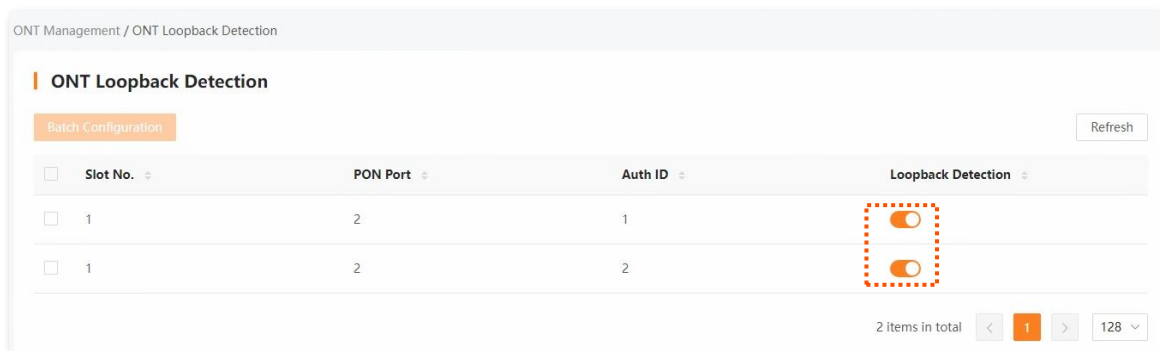 ONT Management / ONT Loopback Detection
ONT Loopback Detection
Batch Configuration Refresh
Slot No. PON Port Auth ID Loopback Detection
1 2 1
1 2 2
2 items in total < 1 > 128